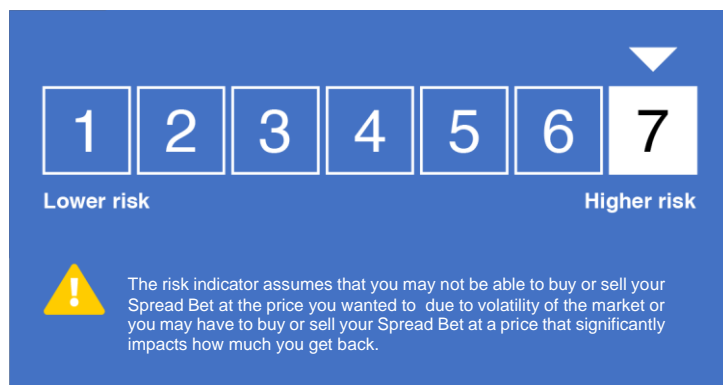 1 2 3 4 5 6 7
Lower risk Higher risk
The risk indicator assumes that you may not be able to buy or sell your
Spread Bet at the price you wanted to due to volatility of the market or
you may have to buy or sell your Spread Bet at a price that significantly
impacts how much you get back.